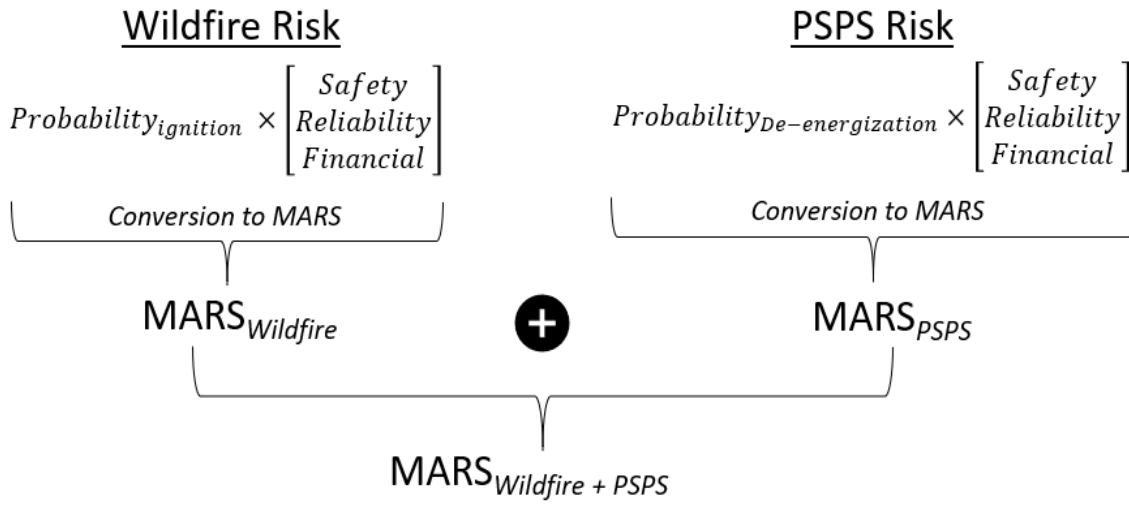 Wildfire Risk
PSPS Risk
Probability_ignition × [Safety
Reliability
Financial]
Probability_De−energization × [Safety
Reliability
Financial]
Conversion to MARS
Conversion to MARS
MARS_Wildfire
+
MARS_PSPS
MARS_Wildfire + PSPS